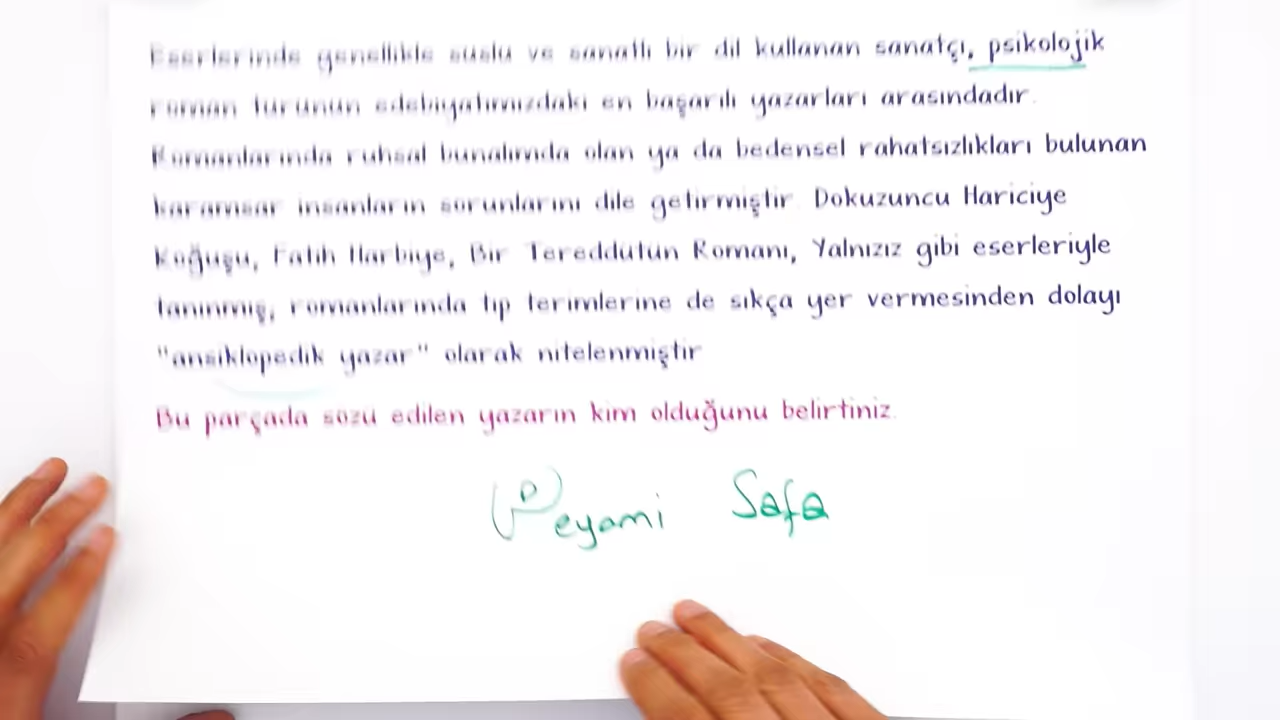 Eserlerinde genellikle süslü ve sanatlı bir dil kullanan sanatçı, psikolojik
roman türünün edebiyatımızdaki en başarılı yazarları arasındadır.
Romanlarında ruhsal bunalımda olan ya da bedensel rahatsızlıkları bulunan
karamsar insanların sorunlarını dile getirmiştir. Dokuzuncu Hariciye
Koğuşu, Fatih Harbiye, Bir Tereddütün Romanı, Yalnızız gibi eserleriyle
tanınmış, romanlarında tıp terimlerine de sıkça yer vermesinden dolayı
"ansiklopedik yazar" olarak nitelenmiştir
Bu parçada sözü edilen yazarın kim olduğunu belirtiniz.
Peyami Safa